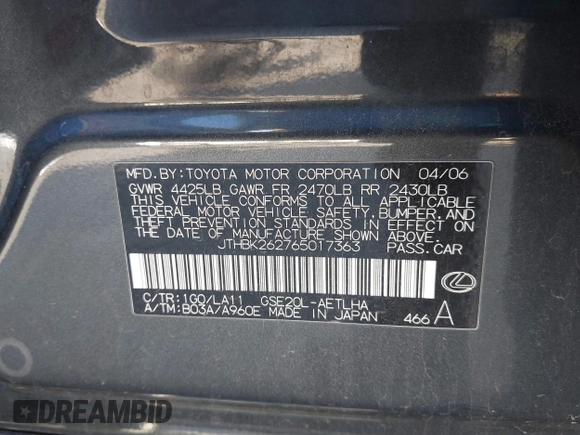 MFD.BY:TOYOTA MOTOR CORPORATION 04/06
GVWR 4425LB GAWR FR 2470LB RR 2430LB
THIS VEHICLE CONFORMS TO ALL APPLICABLE
FEDERAL MOTOR VEHICLE SAFETY,BUMPER,AND
THEFT PREVENTION STANDARDS IN EFFECT ON
THE DATE OF MANUFACTURE SHOWN ABOVE.
JTHBK262765017363 PASS.CAR
C/TR:1G0/LA11 GSE20L-AETLHA
A/TM:B03A/A960E MADE IN JAPAN 466 A
DREAMBID